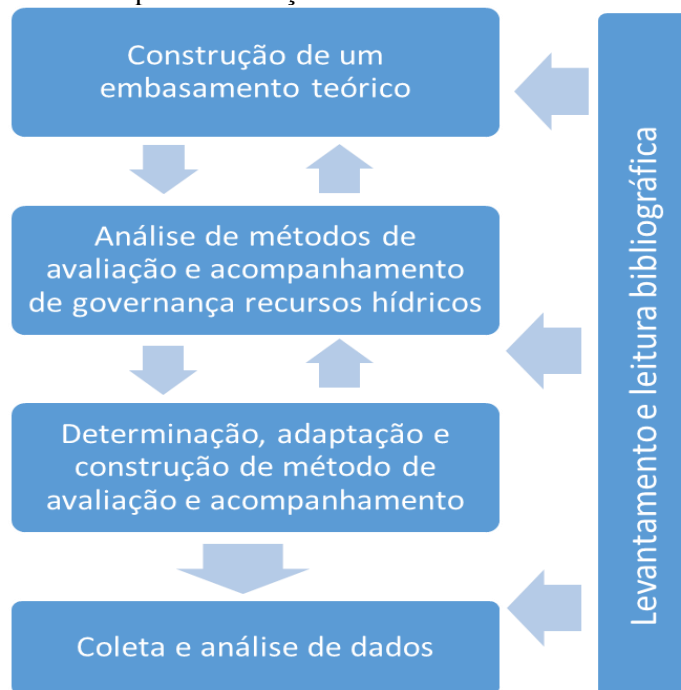 Construção de um
embasamento teórico
Análise de métodos de
avaliação e acompanhamento
de governança recursos hídricos
Determinação, adaptação e
construção de método de
avaliação e acompanhamento
Coleta e análise de dados
Levantamento e leitura bibliográfica